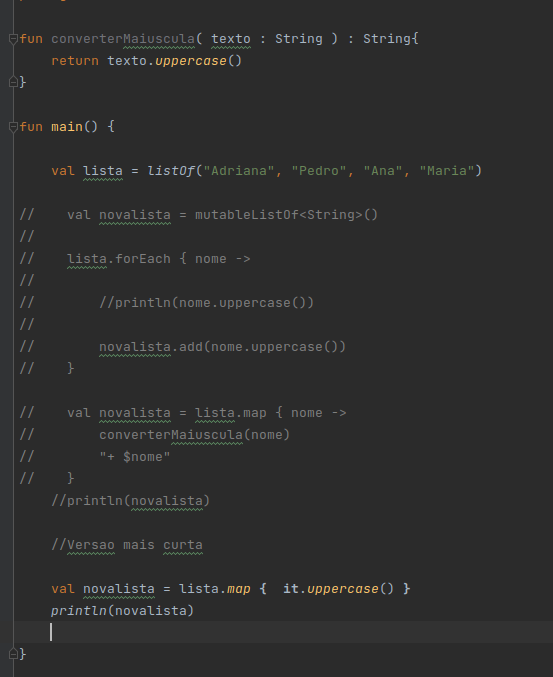 fun converterMaiuscula( texto : String ) : String{
    return texto.uppercase()
}
fun main() {
    val lista = listOf("Adriana", "Pedro", "Ana", "Maria")
//    val novalista = mutableListOf<String>()
//
//    lista.forEach { nome ->
//
//        //println(nome.uppercase())
//
//        novalista.add(nome.uppercase())
//    }
//    val novalista = lista.map { nome ->
//        converterMaiuscula(nome)
//        "+ $nome"
//    }
    //println(novalista)
    //Versao mais curta
    val novalista = lista.map {  it.uppercase() }
    println(novalista)
}